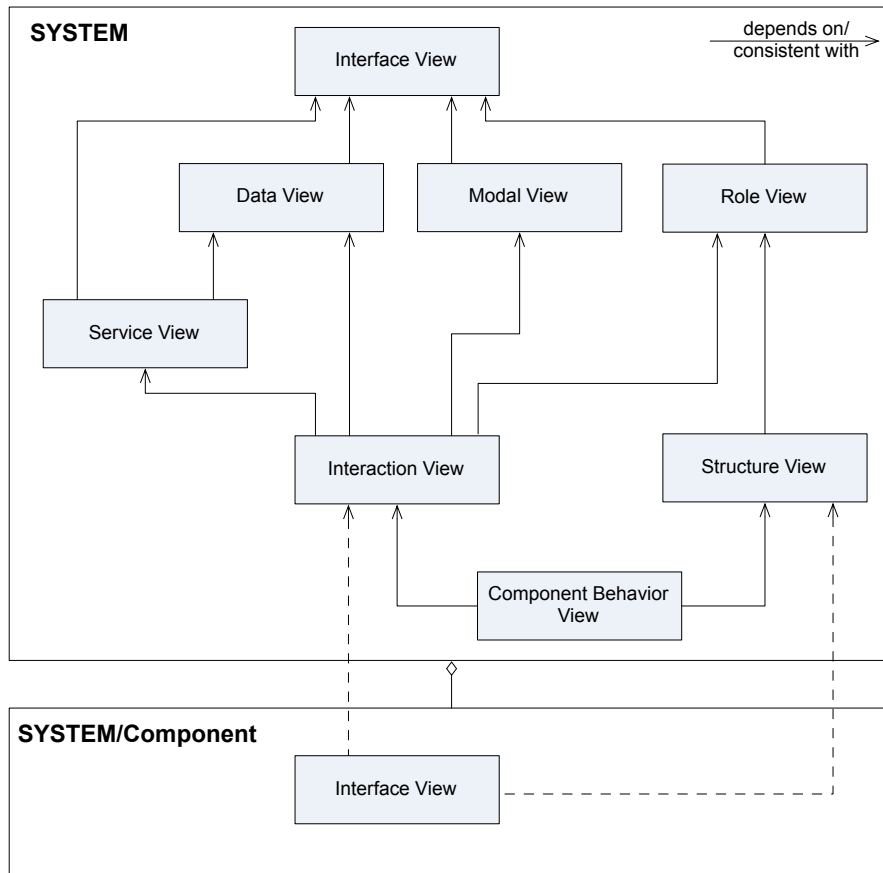 SYSTEM
depends on/
consistent with
Interface View
Data View
Modal View
Role View
Service View
Interaction View
Structure View
Component Behavior
View
SYSTEM/Component
Interface View